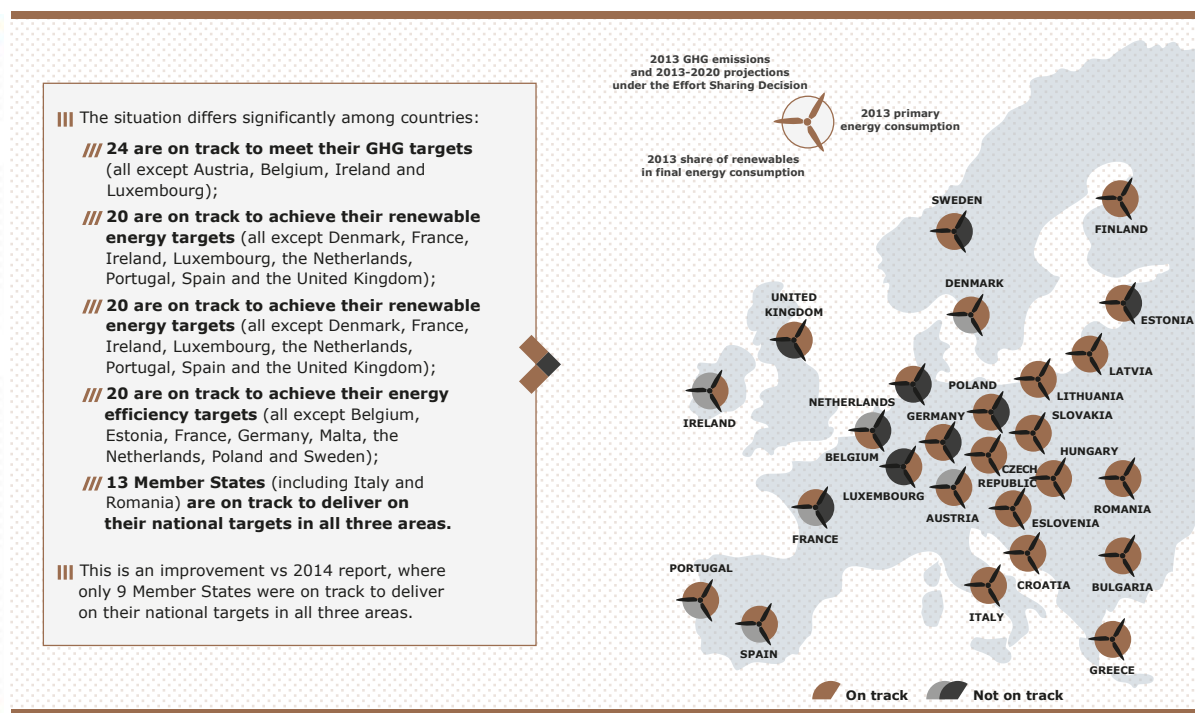 The situation differs significantly among countries:
24 are on track to meet their GHG targets
(all except Austria, Belgium, Ireland and
Luxembourg);
20 are on track to achieve their renewable
energy targets (all except Denmark, France,
Ireland, Luxembourg, the Netherlands,
Portugal, Spain and the United Kingdom);
20 are on track to achieve their renewable
energy targets (all except Denmark, France,
Ireland, Luxembourg, the Netherlands,
Portugal, Spain and the United Kingdom);
20 are on track to achieve their energy
efficiency targets (all except Belgium,
Estonia, France, Germany, Malta, the
Netherlands, Poland and Sweden);
13 Member States (including Italy and
Romania) are on track to deliver on
their national targets in all three areas.
This is an improvement vs 2014 report, where
only 9 Member States were on track to deliver
on their national targets in all three areas.
2013 GHG emissions
and 2013-2020 projections
under the Effort Sharing Decision
2013 primary
energy consumption
2013 share of renewables
in final energy consumption
SWEDEN
FINLAND
DENMARK
UNITED
KINGDOM
ESTONIA
LATVIA
POLAND
LITHUANIA
NETHERLANDS
IRELAND
GERMANY
SLOVAKIA
BELGIUM
HUNGARY
CZECH
REPUBLIC
LUXEMBOURG
AUSTRIA
ESLOVENIA
ROMANIA
FRANCE
PORTUGAL
CROATIA
BULGARIA
ITALY
SPAIN
GREECE
On track
Not on track